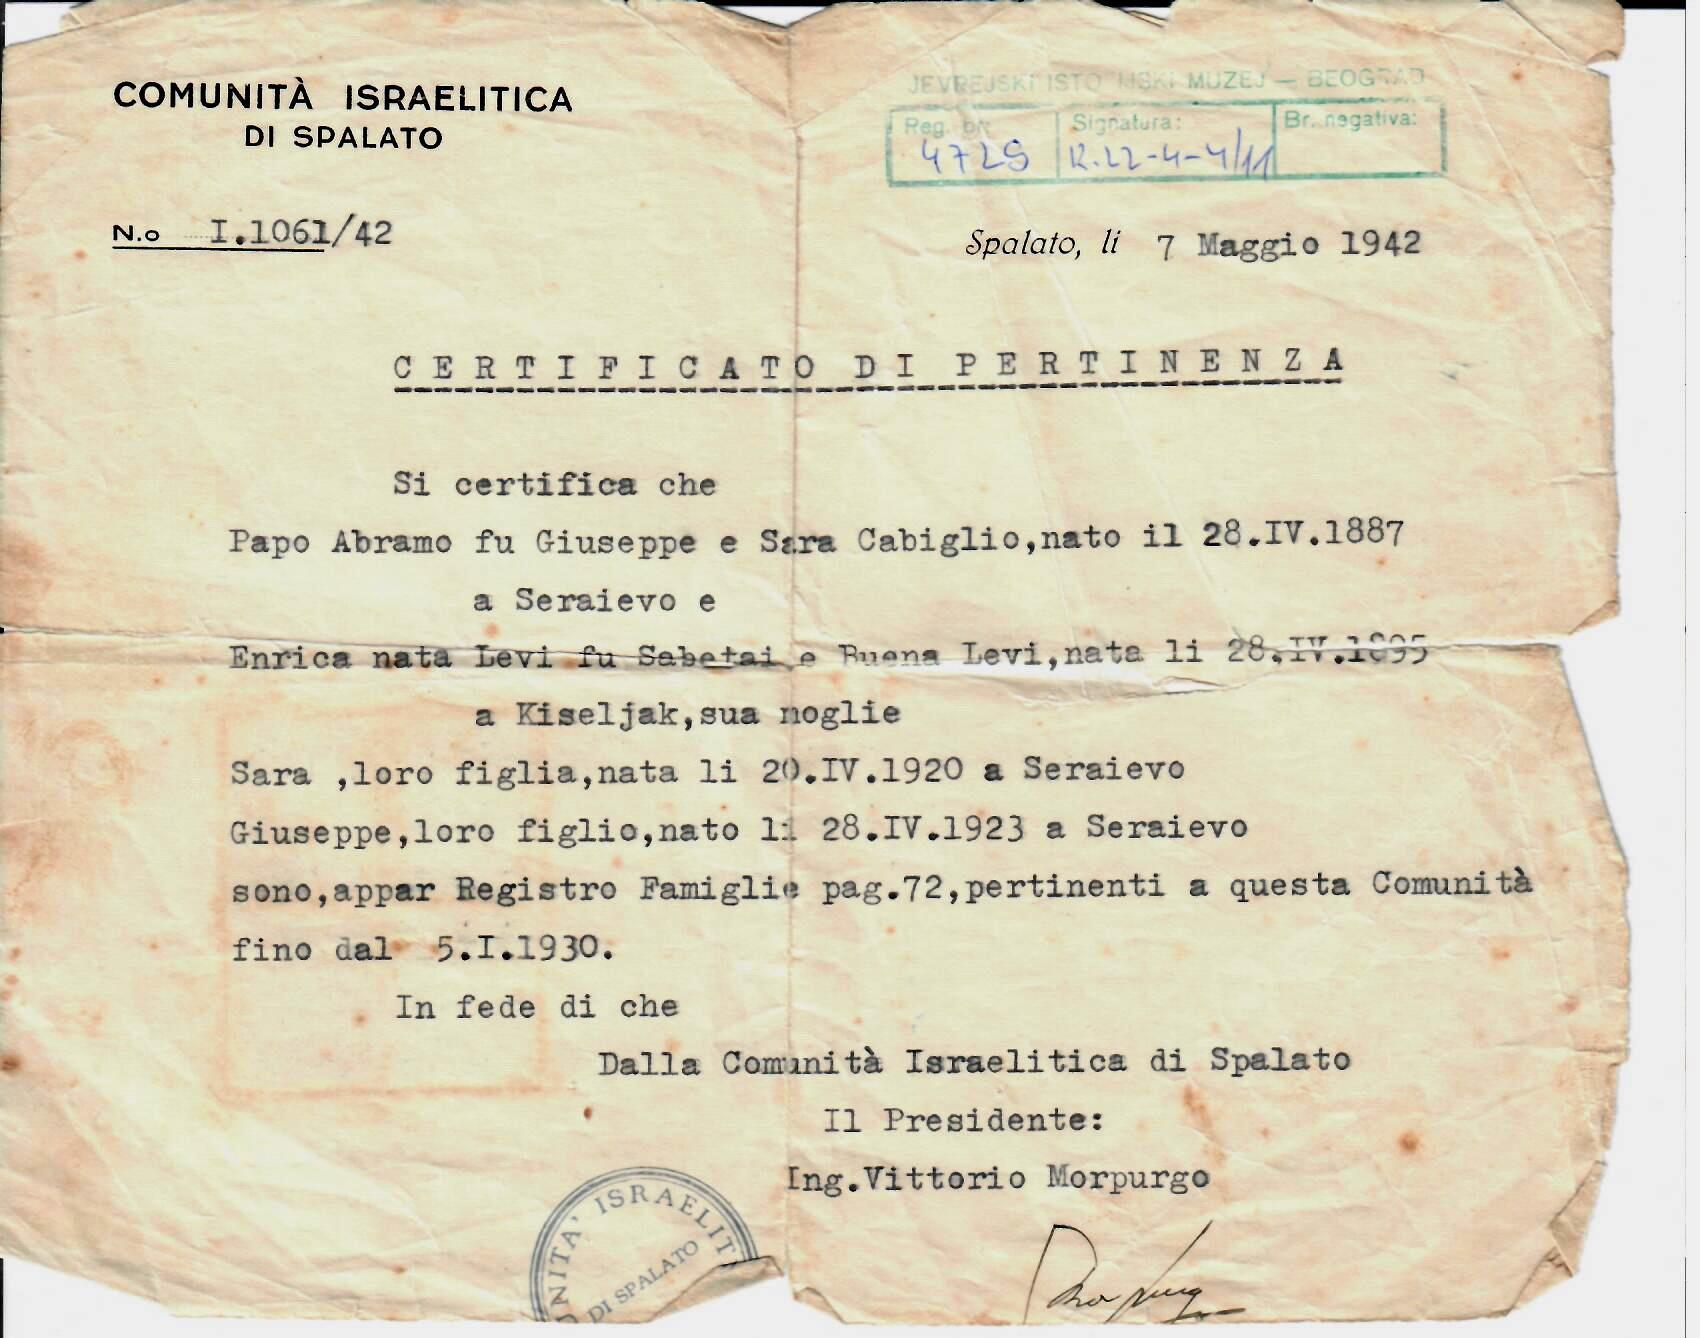 COMUNITÀ ISRAELITICA
DI SPALATO
JEVREJSKI ISTORIJSKI MUZEJ — BEOGRAD
Reg. br. Signatura: Br. negativa:
4729 K.22-4-4/11
N.o I.1061/42
Spalato, li 7 Maggio 1942
CERTIFICATO DI PERTINENZA
Si certifica che
Papo Abramo fu Giuseppe e Sara Cabiglio,nato il 28.IV.1887
a Seraievo e
Enrica nata Levi fu Sabetai e Buena Levi,nata li 28.IV.1895
a Kiseljak,sua moglie
Sara ,loro figlia,nata li 20.IV.1920 a Seraievo
Giuseppe,loro figlio,nato li 28.IV.1923 a Seraievo
sono,appar Registro Famiglie pag.72,pertinenti a questa Comunità
fino dal 5.I.1930.
In fede di che
Dalla Comunità Israelitica di Spalato
Il Presidente:
Ing.Vittorio Morpurgo
UNITA' ISRAELIT
DI SPALATO